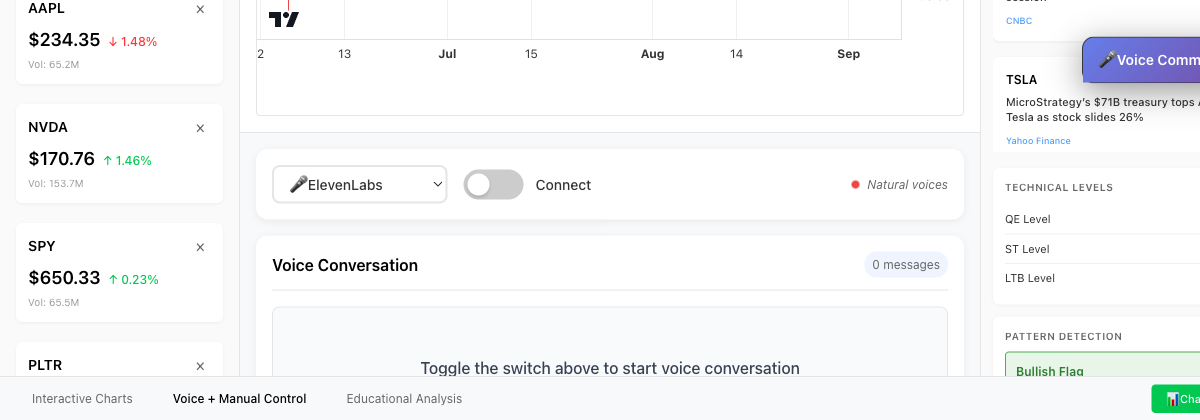 AAPL ×
$234.35 ↓ 1.48%
Vol: 65.2M
NVDA ×
$170.76 ↑ 1.46%
Vol: 153.7M
SPY ×
$650.33 ↑ 0.23%
Vol: 65.5M
PLTR ×
2 13 Jul 15 Aug 14 Sep
🎤ElevenLabs Connect Natural voices
Voice Conversation 0 messages
Toggle the switch above to start voice conversation
CNBC
🎤Voice Comm
TSLA
MicroStrategy's $71B treasury tops
Tesla as stock slides 26%
Yahoo Finance
TECHNICAL LEVELS
QE Level
ST Level
LTB Level
PATTERN DETECTION
Bullish Flag
Interactive Charts Voice + Manual Control Educational Analysis
📊Cha